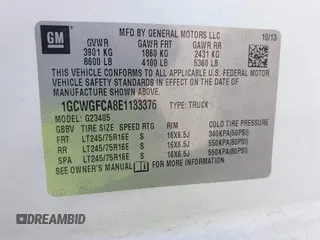 GM
MFD BY GENERAL MOTORS LLC
10/13
GVWR GAWR FRT GAWR RR
3901 KG 1860 KG 2431 KG
8600 LB 4100 LB 5360 LB
THIS VEHICLE CONFORMS TO ALL APPLICABLE U.S. FEDERAL MOTOR
VEHICLE SAFETY STANDARDS IN EFFECT ON THE DATE OF
MANUFACTURE SHOWN ABOVE.
1GCWGFCA8E1133376 TYPE: TRUCK
MODEL: G23405
GBBV TIRE SIZE SPEED RTG RIM COLD TIRE PRESSURE
FRT LT245/75R16E S 16X6.5J 340KPA(50PSI)
RR LT245/75R16E S 16X6.5J 550KPA(80PSI)
SPA LT245/75R16E S 16X6.5J 550KPA(80PSI)
SEE OWNER'S MANUAL FOR ADDITIONAL INFORMATION.
DREAMBID